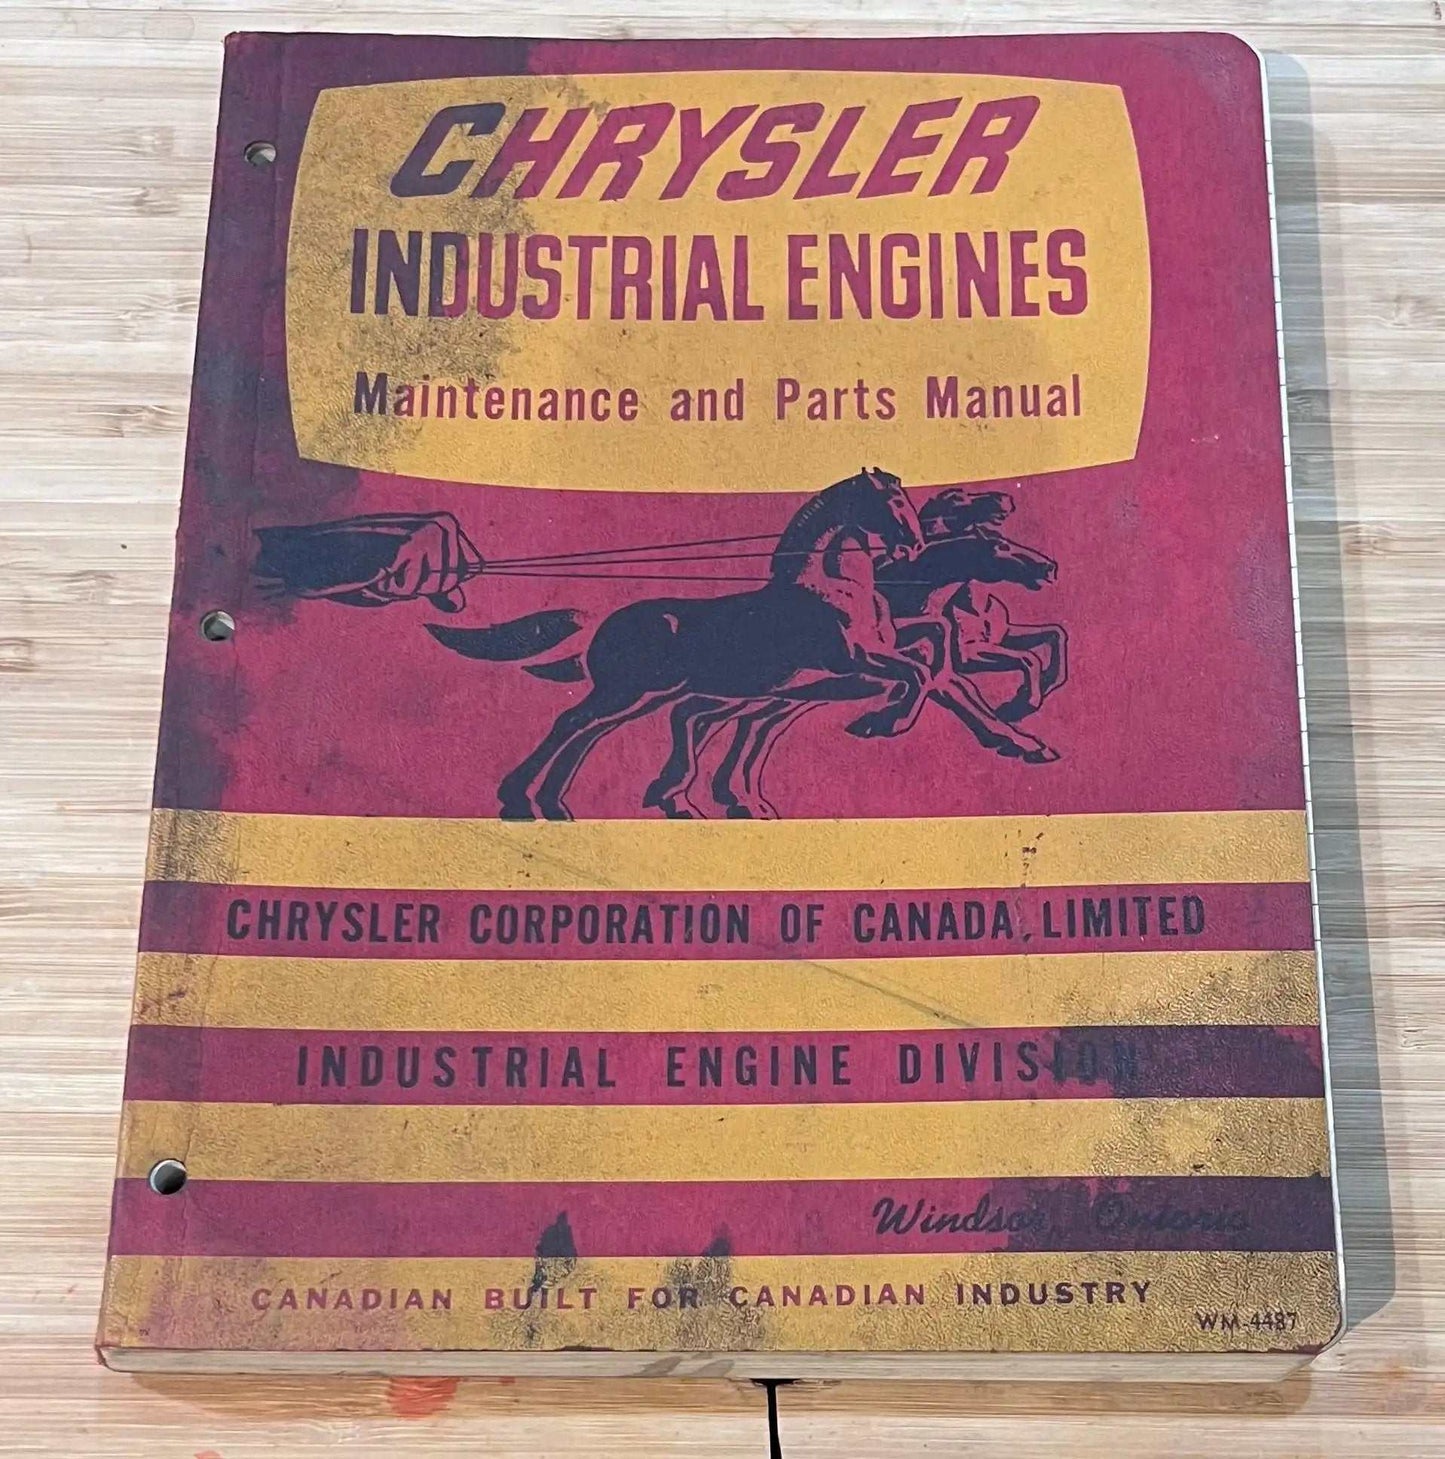 CHRYSLER
INDUSTRIAL ENGINES
Maintenance and Parts Manual
CHRYSLER CORPORATION OF CANADA, LIMITED
INDUSTRIAL ENGINE DIVISION
Windsor, Ontario
CANADIAN BUILT FOR CANADIAN INDUSTRY
WM-4487